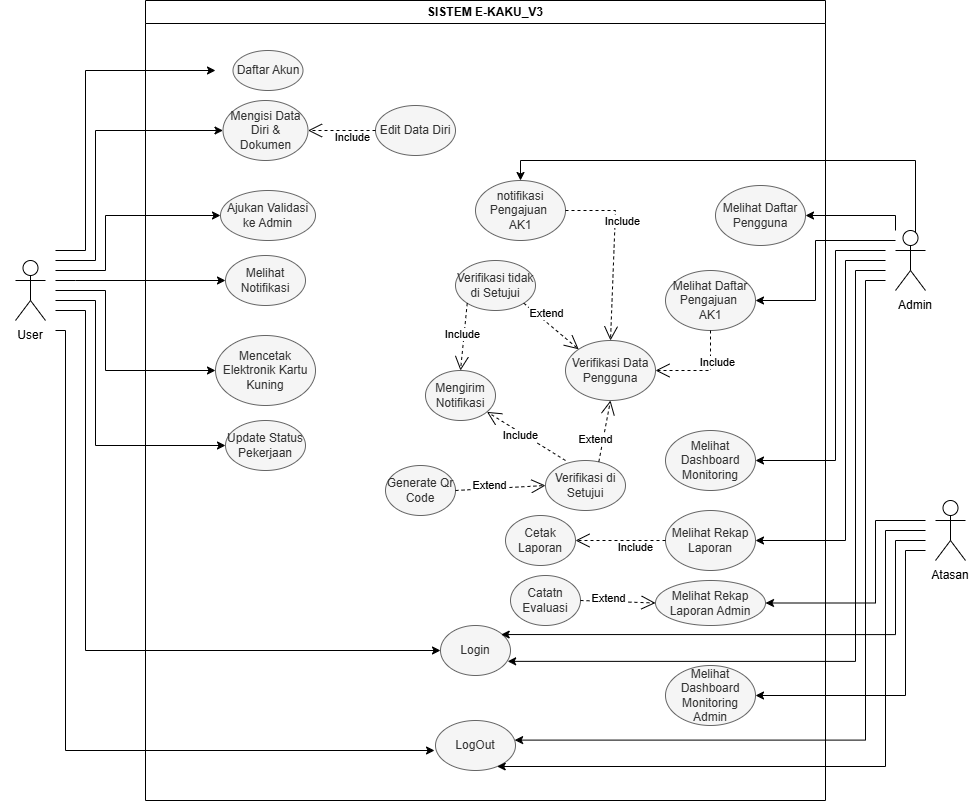 SISTEM E-KAKU_V3
Daftar Akun
Mengisi Data
Diri &
Dokumen
Include
Edit Data Diri
Ajukan Validasi
ke Admin
Melihat
Notifikasi
Mencetak
Elektronik Kartu
Kuning
Update Status
Pekerjaan
User
notifikasi
Pengajuan
AK1
Include
Melihat Daftar
Pengguna
Admin
Verifikasi tidak
di Setujui
Extend
Include
Melihat Daftar
Pengajuan
AK1
Include
Verifikasi Data
Pengguna
Mengirim
Notifikasi
Include
Extend
Melihat
Dashboard
Monitoring
Generate Qr
Code
Extend
Verifikasi di
Setujui
Cetak
Laporan
Include
Melihat Rekap
Laporan
Atasan
Catatn
Evaluasi
Extend
Melihat Rekap
Laporan Admin
Login
Melihat
Dashboard
Monitoring
Admin
LogOut